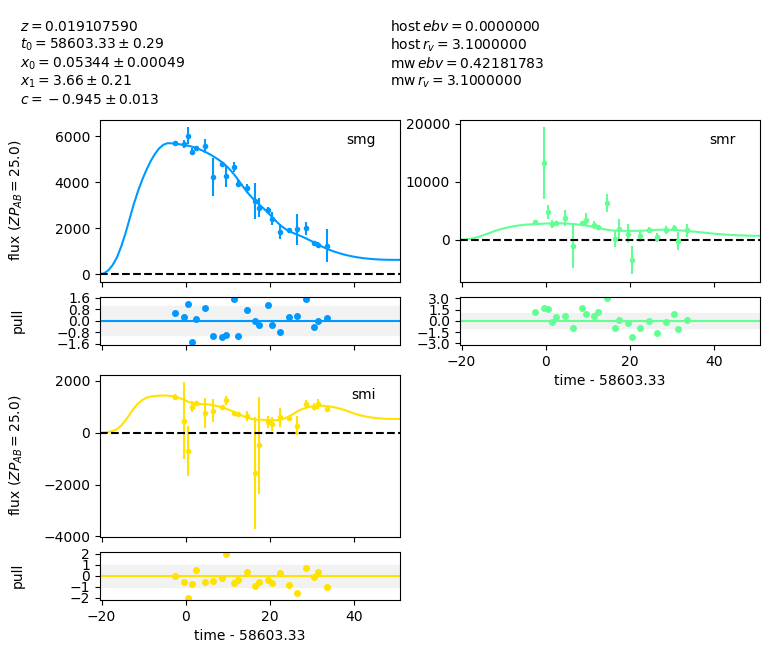 z = 0.019107590
t₀ = 58603.33 ± 0.29
x₀ = 0.05344 ± 0.00049
x₁ = 3.66 ± 0.21
c = −0.945 ± 0.013
host ebv = 0.0000000
host r_v = 3.1000000
mw ebv = 0.42181783
mw r_v = 3.1000000
smg
6000
4000
2000
0
flux (ZP_AB = 25.0)
1.6
0.8
0.0
−0.8
−1.6
pull
smr
20000
10000
0
3.0
1.5
0.0
−1.5
−3.0
−20
0
20
40
time - 58603.33
smi
2000
0
−2000
−4000
flux (ZP_AB = 25.0)
2
1
0
−1
−2
pull
−20
0
20
40
time - 58603.33